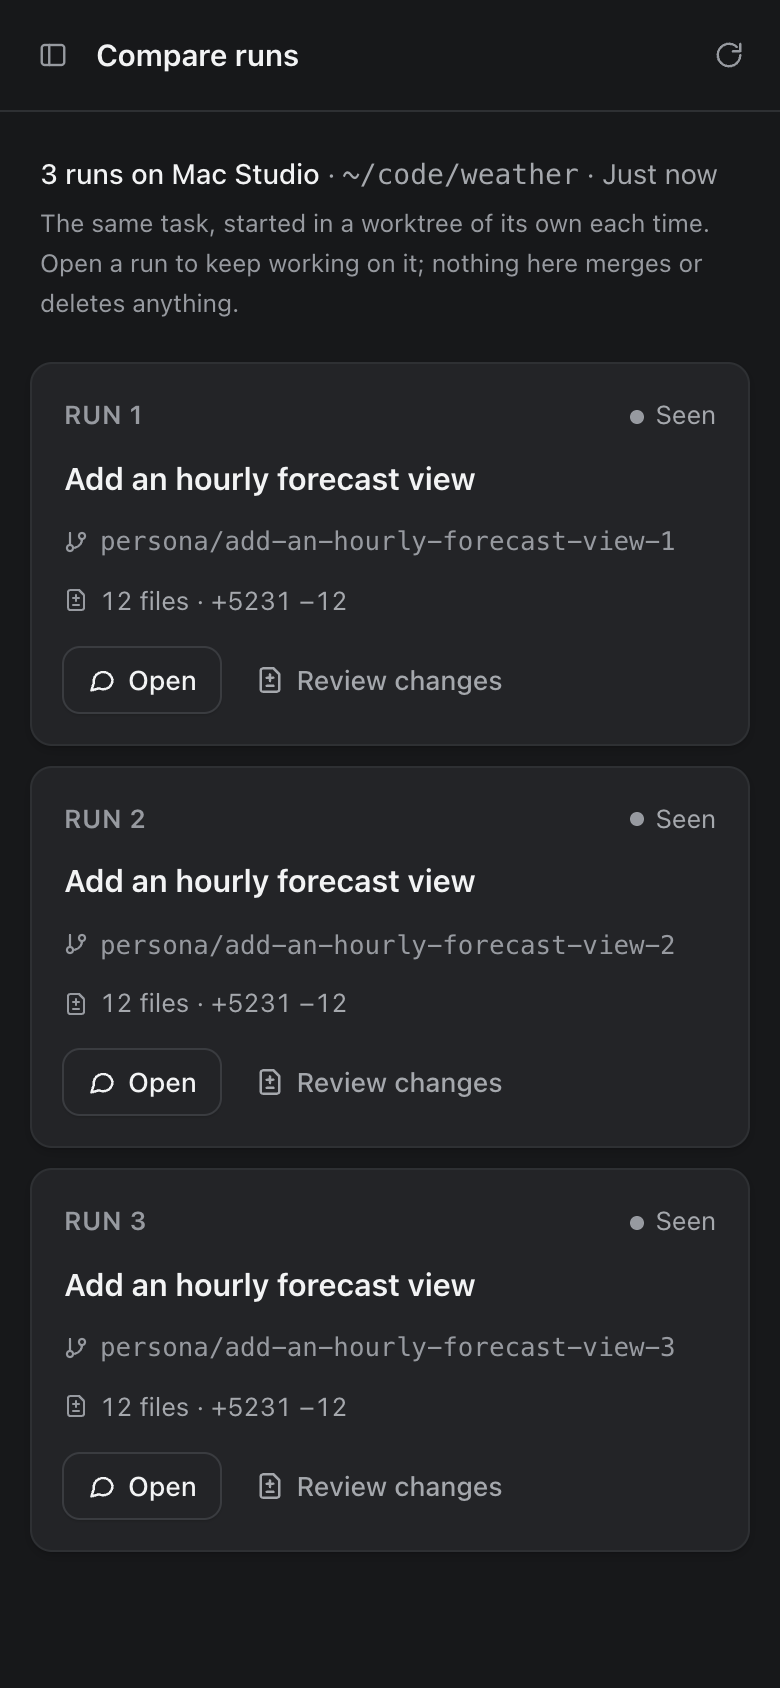 Compare runs
3 runs on Mac Studio · ~/code/weather · Just now
The same task, started in a worktree of its own each time.
Open a run to keep working on it; nothing here merges or
deletes anything.
RUN 1
Seen
Add an hourly forecast view
persona/add-an-hourly-forecast-view-1
12 files · +5231 −12
Open
Review changes
RUN 2
Seen
Add an hourly forecast view
persona/add-an-hourly-forecast-view-2
12 files · +5231 −12
Open
Review changes
RUN 3
Seen
Add an hourly forecast view
persona/add-an-hourly-forecast-view-3
12 files · +5231 −12
Open
Review changes